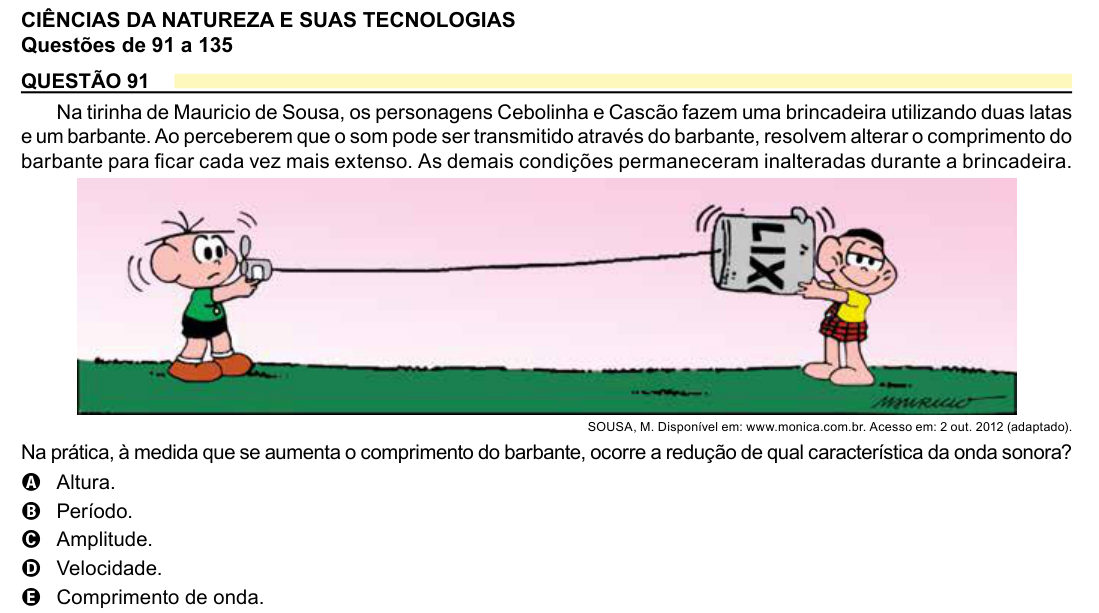 CIÊNCIAS DA NATUREZA E SUAS TECNOLOGIAS
Questões de 91 a 135
QUESTÃO 91
Na tirinha de Mauricio de Sousa, os personagens Cebolinha e Cascão fazem uma brincadeira utilizando duas latas
e um barbante. Ao perceberem que o som pode ser transmitido através do barbante, resolvem alterar o comprimento do
barbante para ficar cada vez mais extenso. As demais condições permaneceram inalteradas durante a brincadeira.
LIXO
MAURICIO
SOUSA, M. Disponível em: www.monica.com.br. Acesso em: 2 out. 2012 (adaptado).
Na prática, à medida que se aumenta o comprimento do barbante, ocorre a redução de qual característica da onda sonora?
A Altura.
B Período.
C Amplitude.
D Velocidade.
E Comprimento de onda.